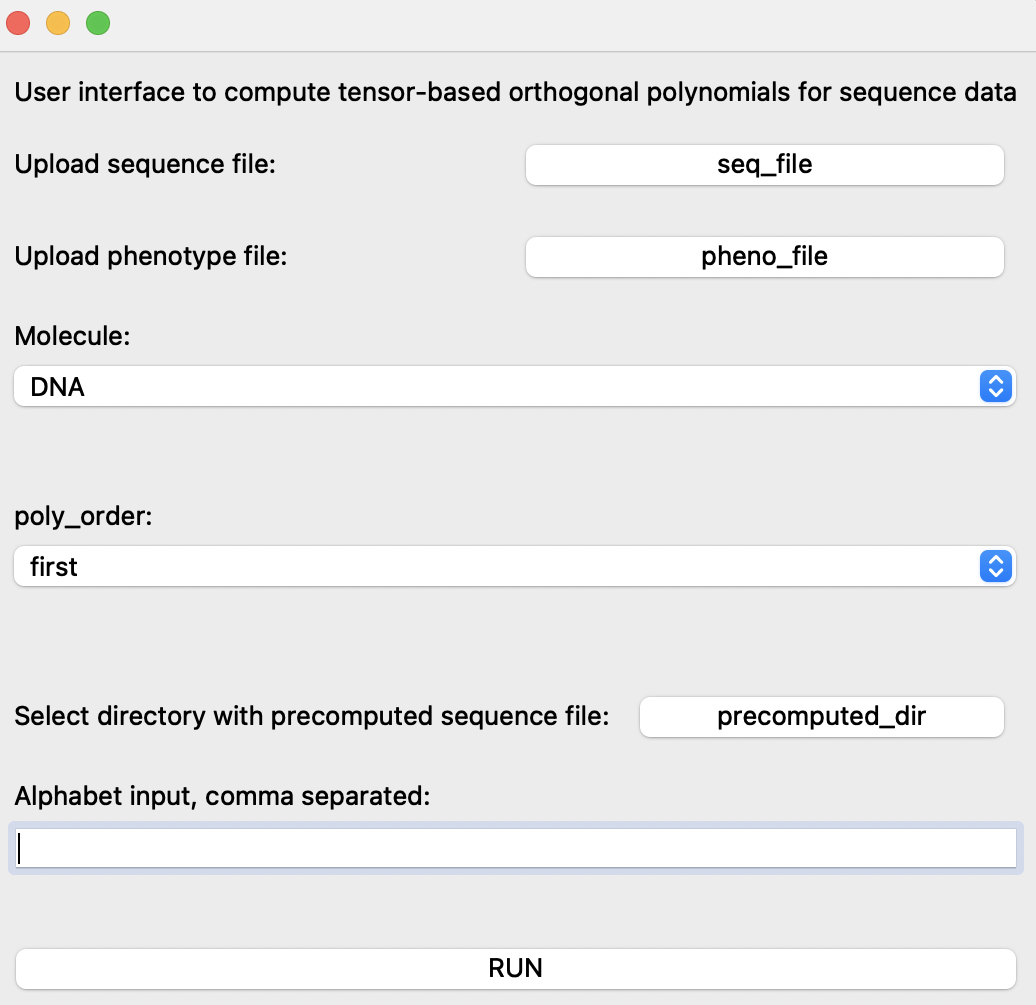 User interface to compute tensor-based orthogonal polynomials for sequence data
Upload sequence file: seq_file
Upload phenotype file: pheno_file
Molecule:
DNA
poly_order:
first
Select directory with precomputed sequence file: precomputed_dir
Alphabet input, comma separated:
RUN